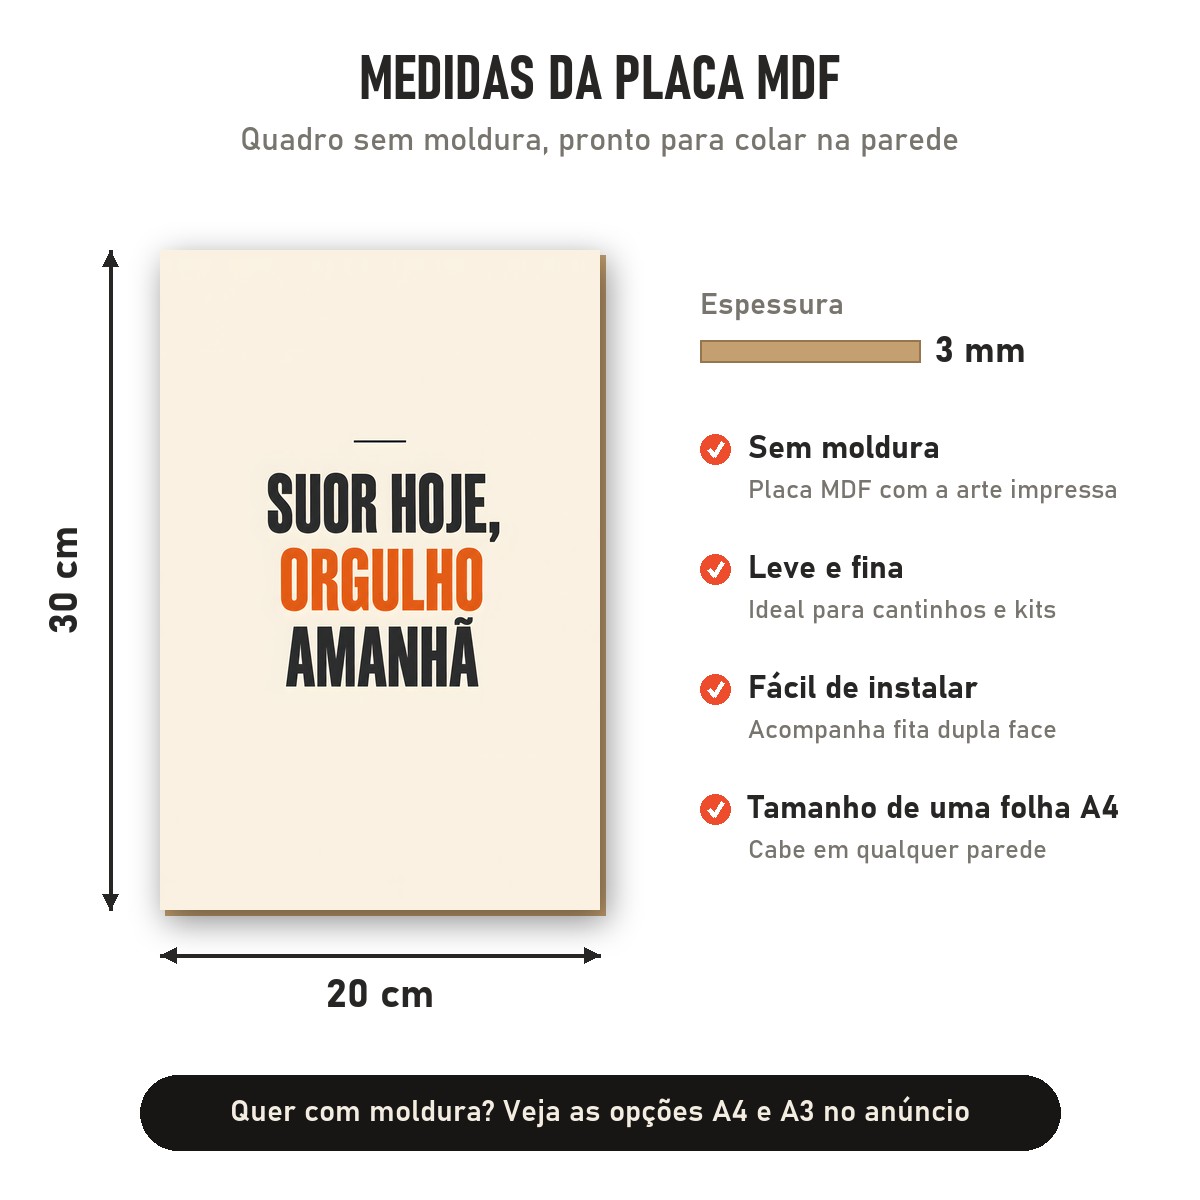 MEDIDAS DA PLACA MDF
Quadro sem moldura, pronto para colar na parede
30 cm
SUOR HOJE,
ORGULHO
AMANHÃ
20 cm
Espessura
3 mm
Sem moldura
Placa MDF com a arte impressa
Leve e fina
Ideal para cantinhos e kits
Fácil de instalar
Acompanha fita dupla face
Tamanho de uma folha A4
Cabe em qualquer parede
Quer com moldura? Veja as opções A4 e A3 no anúncio